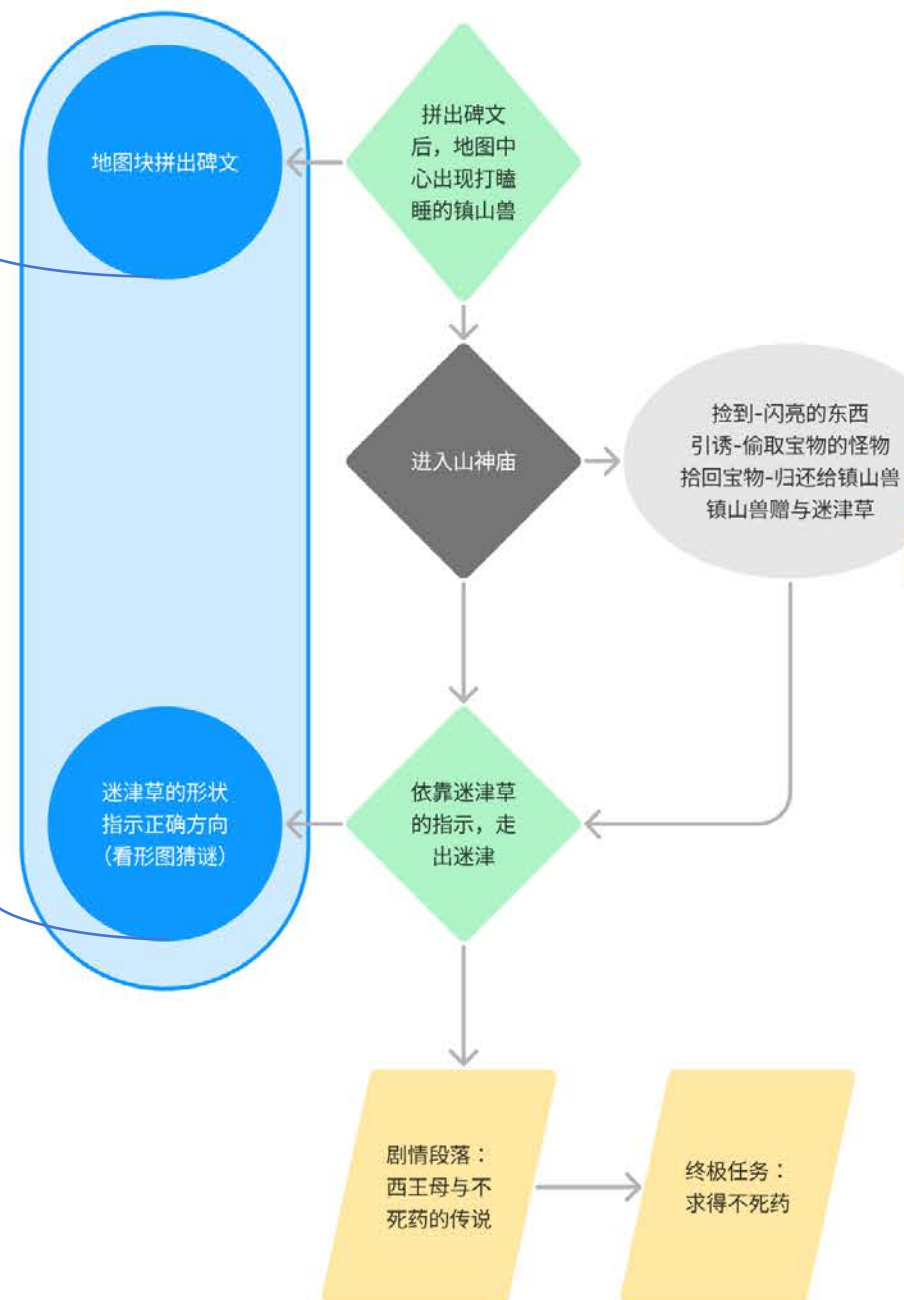 地图块拼出碑文
拼出碑文
后，地图中
心出现打瞌
睡的镇山兽
进入山神庙
捡到-闪亮的东西
引诱-偷取宝物的怪物
拾回宝物-归还给镇山兽
镇山兽赠与迷津草
迷津草的形状
指示正确方向
（看形图猜谜）
依靠迷津草
的指示，走
出迷津
剧情段落：
西王母与不
死药的传说
终极任务：
求得不死药